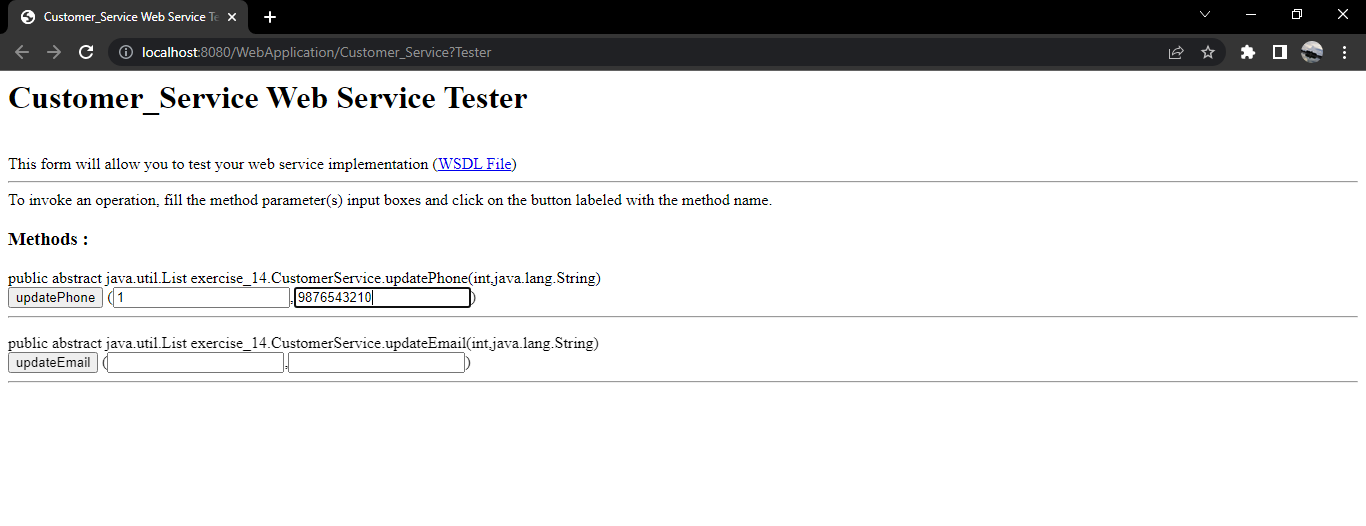 Customer_Service Web Service Te
localhost:8080/WebApplication/Customer_Service?Tester
Customer_Service Web Service Tester
This form will allow you to test your web service implementation (WSDL File)
To invoke an operation, fill the method parameter(s) input boxes and click on the button labeled with the method name.
Methods :
public abstract java.util.List exercise_14.CustomerService.updatePhone(int,java.lang.String)
updatePhone (1,9876543210)
public abstract java.util.List exercise_14.CustomerService.updateEmail(int,java.lang.String)
updateEmail (,)